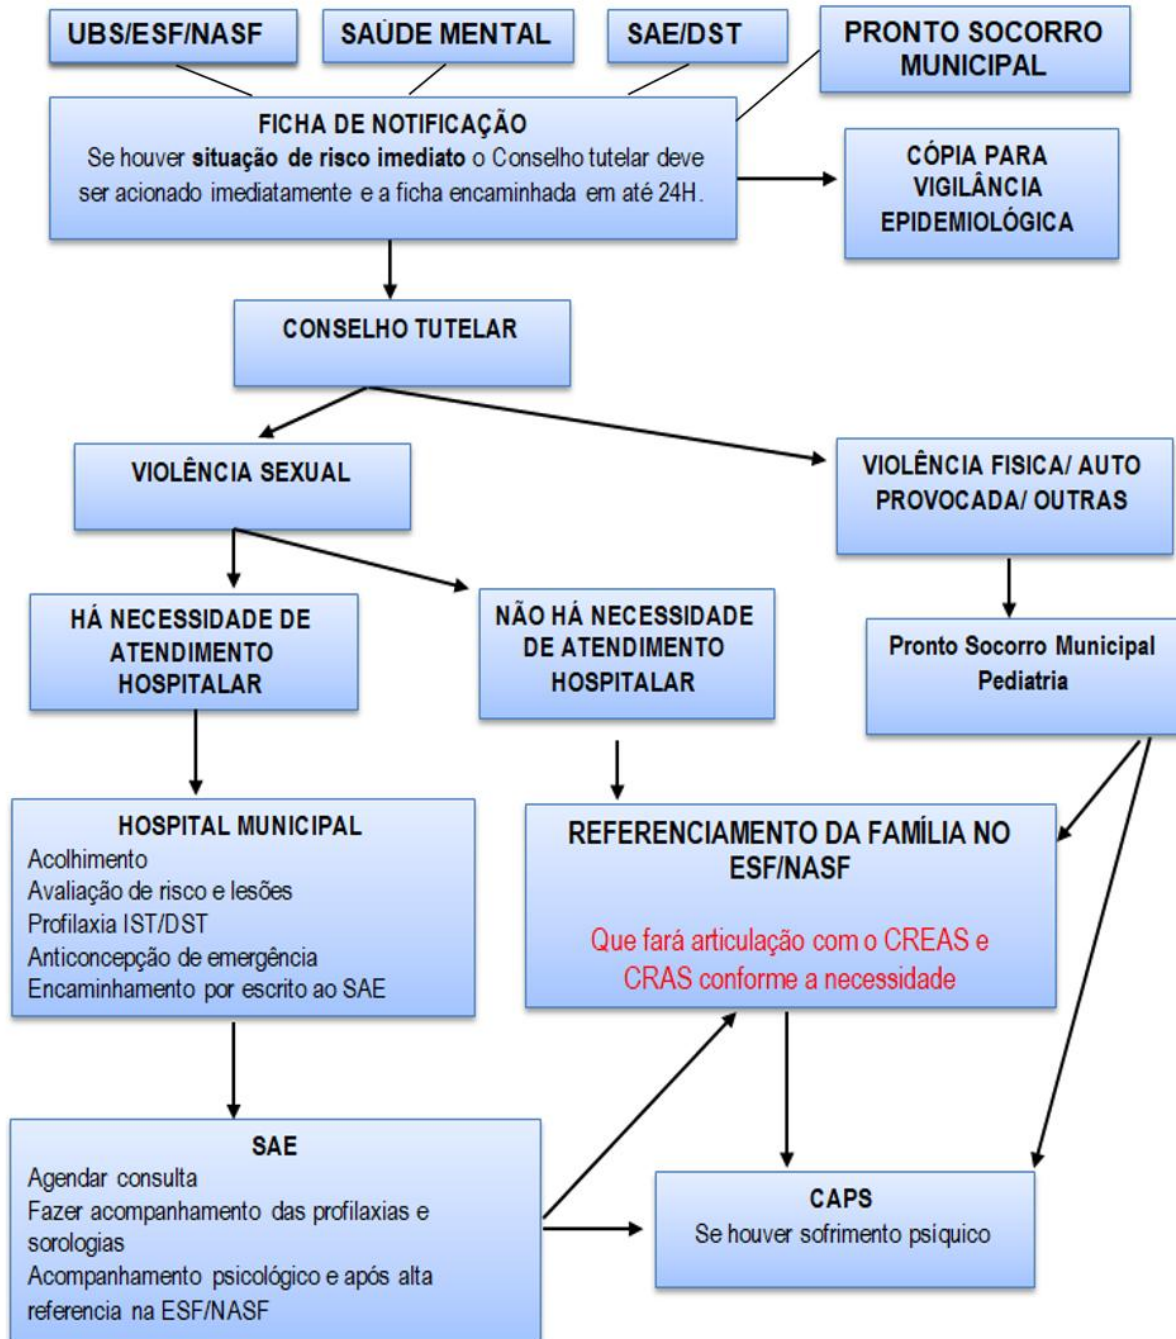 UBS/ESF/NASF
SAÚDE MENTAL
SAE/DST
PRONTO SOCORRO
MUNICIPAL
FICHA DE NOTIFICAÇÃO
Se houver situação de risco imediato o Conselho tutelar deve
ser acionado imediatamente e a ficha encaminhada em até 24H.
CÓPIA PARA
VIGILÂNCIA
EPIDEMIOLÓGICA
CONSELHO TUTELAR
VIOLÊNCIA SEXUAL
VIOLÊNCIA FISICA/ AUTO
PROVOCADA/ OUTRAS
HÁ NECESSIDADE DE
ATENDIMENTO
HOSPITALAR
NÃO HÁ NECESSIDADE
DE ATENDIMENTO
HOSPITALAR
Pronto Socorro Municipal
Pediatria
HOSPITAL MUNICIPAL
Acolhimento
Avaliação de risco e lesões
Profilaxia IST/DST
Anticoncepção de emergência
Encaminhamento por escrito ao SAE
REFERENCIAMENTO DA FAMÍLIA NO
ESF/NASF
Que fará articulação com o CREAS e
CRAS conforme a necessidade
SAE
Agendar consulta
Fazer acompanhamento das profilaxias e
sorologias
Acompanhamento psicológico e após alta
referencia na ESF/NASF
CAPS
Se houver sofrimento psíquico